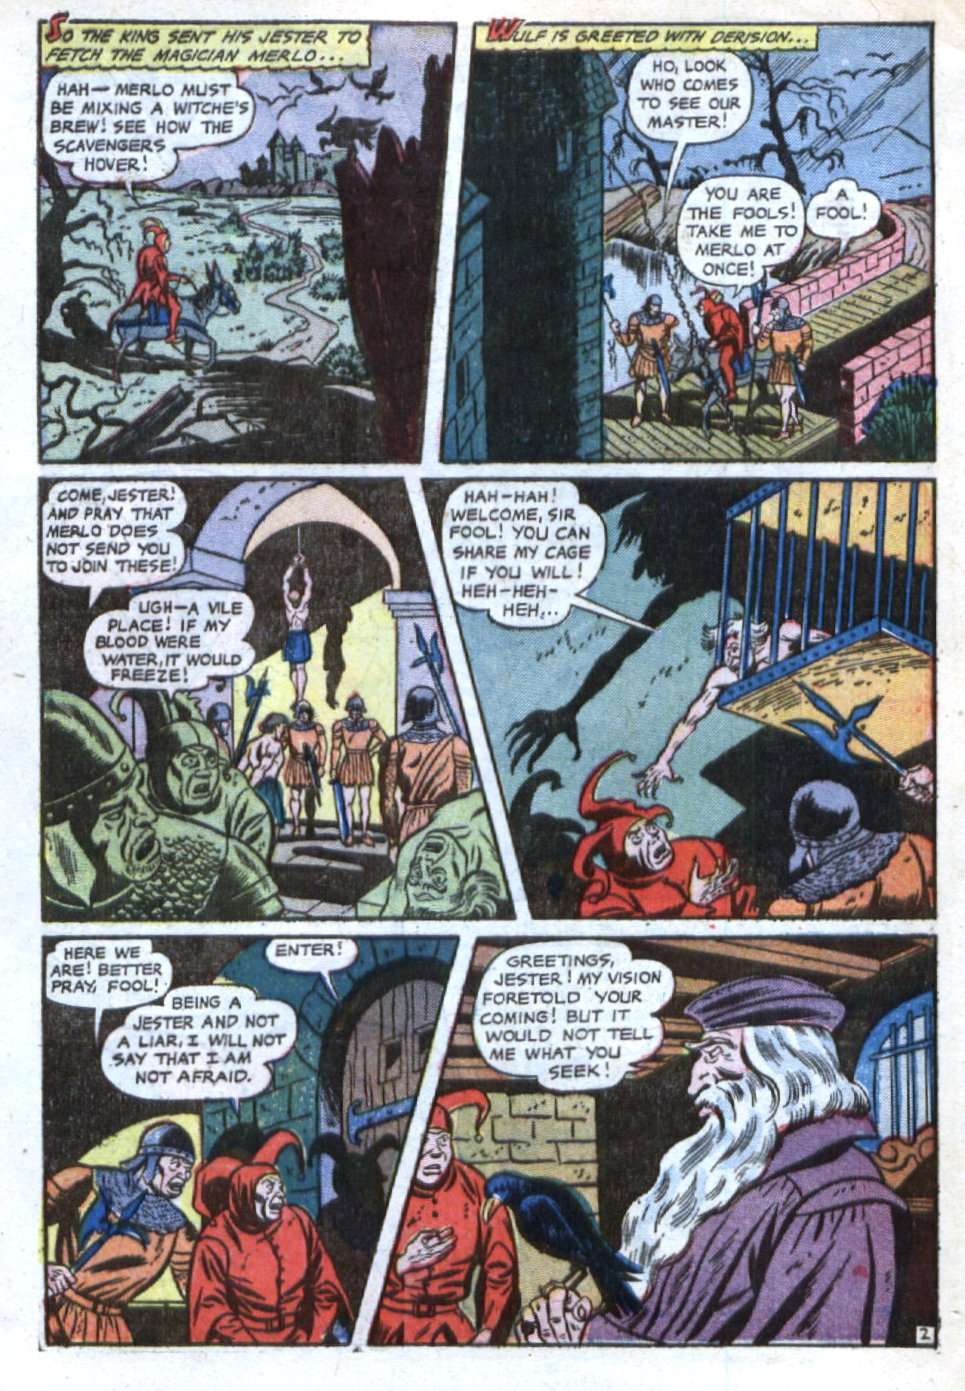 SO THE KING SENT HIS JESTER TO
FETCH THE MAGICIAN MERLO...
HAH— MERLO MUST
BE MIXING A WITCHE'S
BREW! SEE HOW THE
SCAVENGERS
HOVER!
WULF IS GREETED WITH DERISION...
HO, LOOK
WHO COMES
TO SEE OUR
MASTER!
YOU ARE
THE FOOLS!
TAKE ME TO
MERLO AT
ONCE!
A
FOOL!
COME, JESTER!
AND PRAY THAT
MERLO DOES
NOT SEND YOU
TO JOIN THESE!
UGH—A VILE
PLACE! IF MY
BLOOD WERE
WATER, IT WOULD
FREEZE!
HAH-HAH!
WELCOME, SIR
FOOL! YOU CAN
SHARE MY CAGE
IF YOU WILL!
HEH-HEH-
HEH...
HERE WE
ARE! BETTER
PRAY, FOOL!
BEING A
JESTER AND NOT
A LIAR, I WILL NOT
SAY THAT I AM
NOT AFRAID.
ENTER!
GREETINGS,
JESTER! MY VISION
FORETOLD YOUR
COMING! BUT IT
WOULD NOT TELL
ME WHAT YOU
SEEK!
2